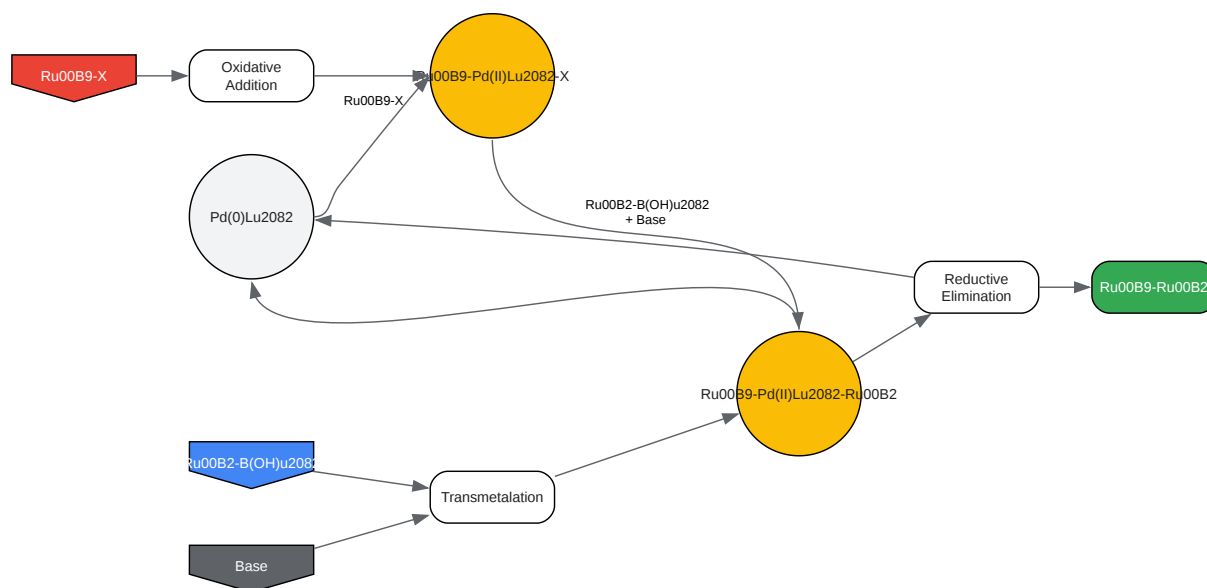 Ru00B9-X
Oxidative
Addition
Ru00B9-Pd(II)Lu2082-X
Ru00B9-X
Pd(0)Lu2082
Ru00B2-B(OH)u2082
+ Base
Reductive
Elimination
Ru00B9-Ru00B2
Ru00B9-Pd(II)Lu2082-Ru00B2
Ru00B2-B(OH)u2082
Transmetalation
Base